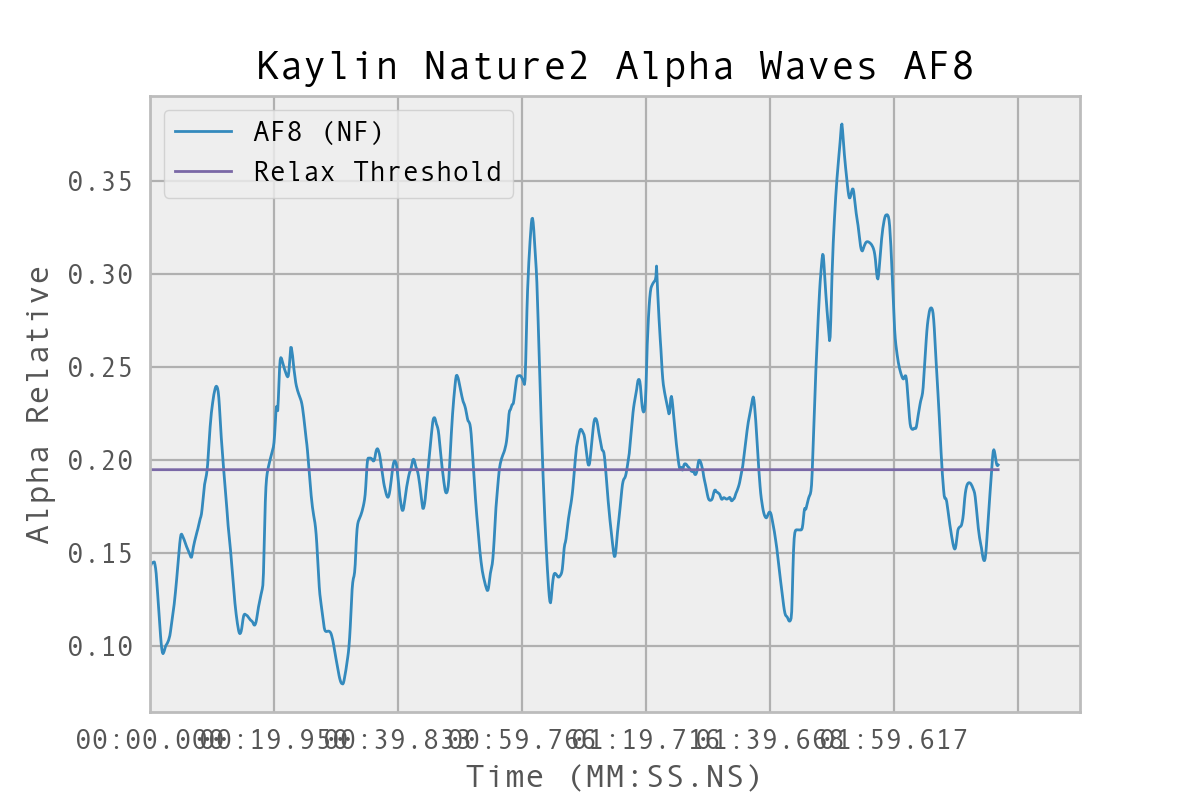 Kaylin Nature2 Alpha Waves AF8
AF8 (NF)
Relax Threshold
0.35
0.30
0.25
0.20
0.15
0.10
Alpha Relative
00:00.000 00:19.950 00:39.833 00:59.766 01:19.716 01:39.668 01:59.617
Time (MM:SS.NS)